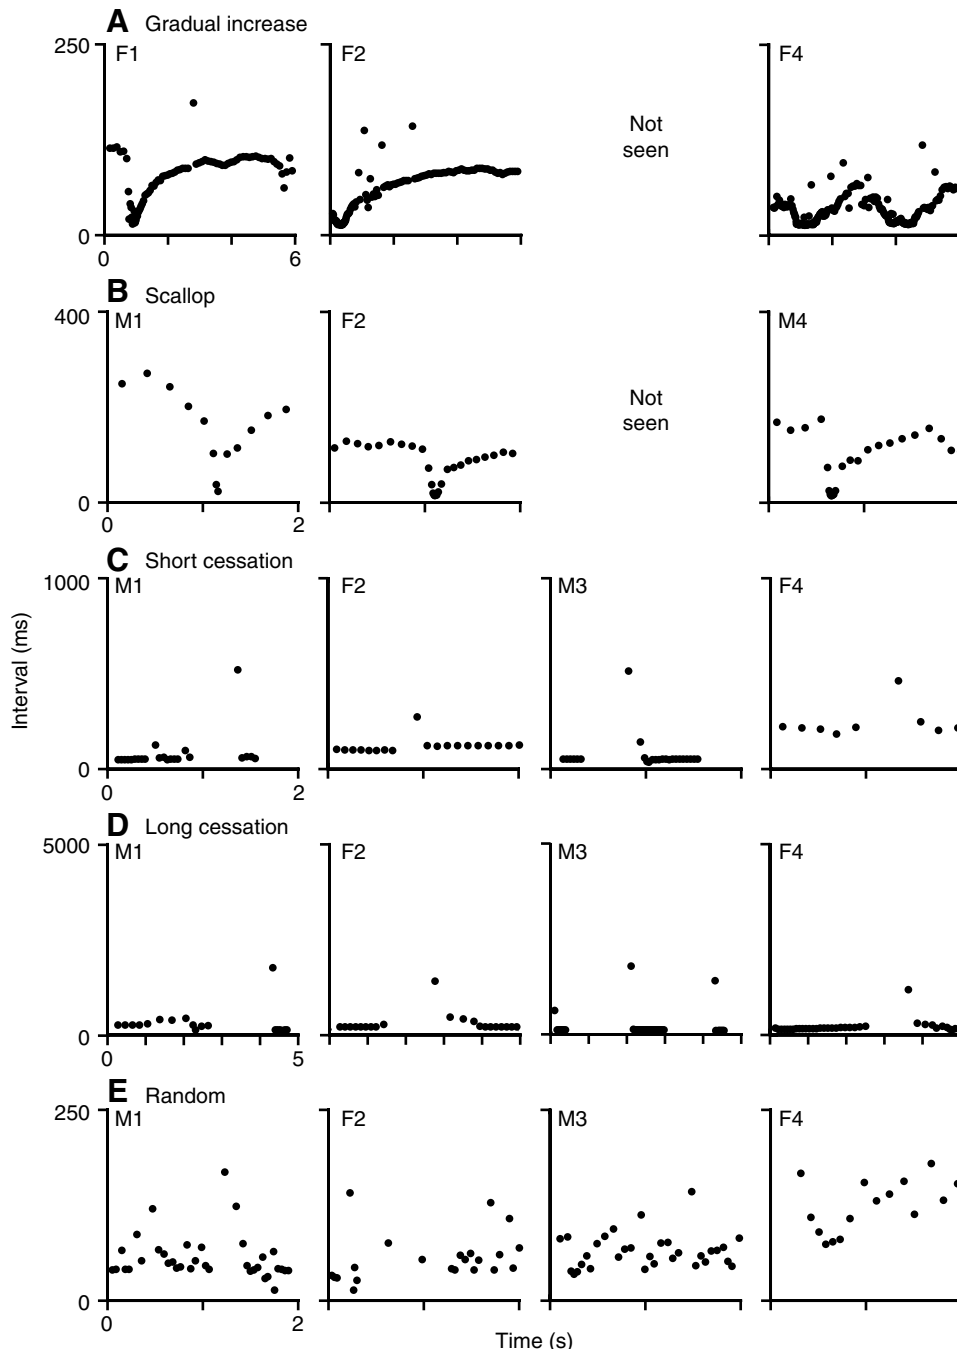 A Gradual increase
250
F1
F2
Not
seen
F4
0
0
6
B Scallop
400
M1
F2
Not
seen
M4
0
0
2
C Short cessation
1000
M1
F2
M3
F4
Interval (ms)
0
0
2
D Long cessation
5000
M1
F2
M3
F4
0
0
5
E Random
250
M1
F2
M3
F4
0
0
2
Time (s)